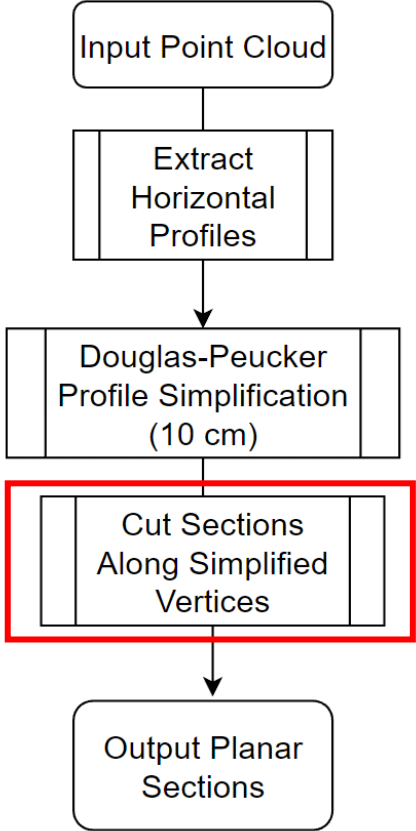 Input Point Cloud
Extract
Horizontal
Profiles
Douglas-Peucker
Profile Simplification
(10 cm)
Cut Sections
Along Simplified
Vertices
Output Planar
Sections